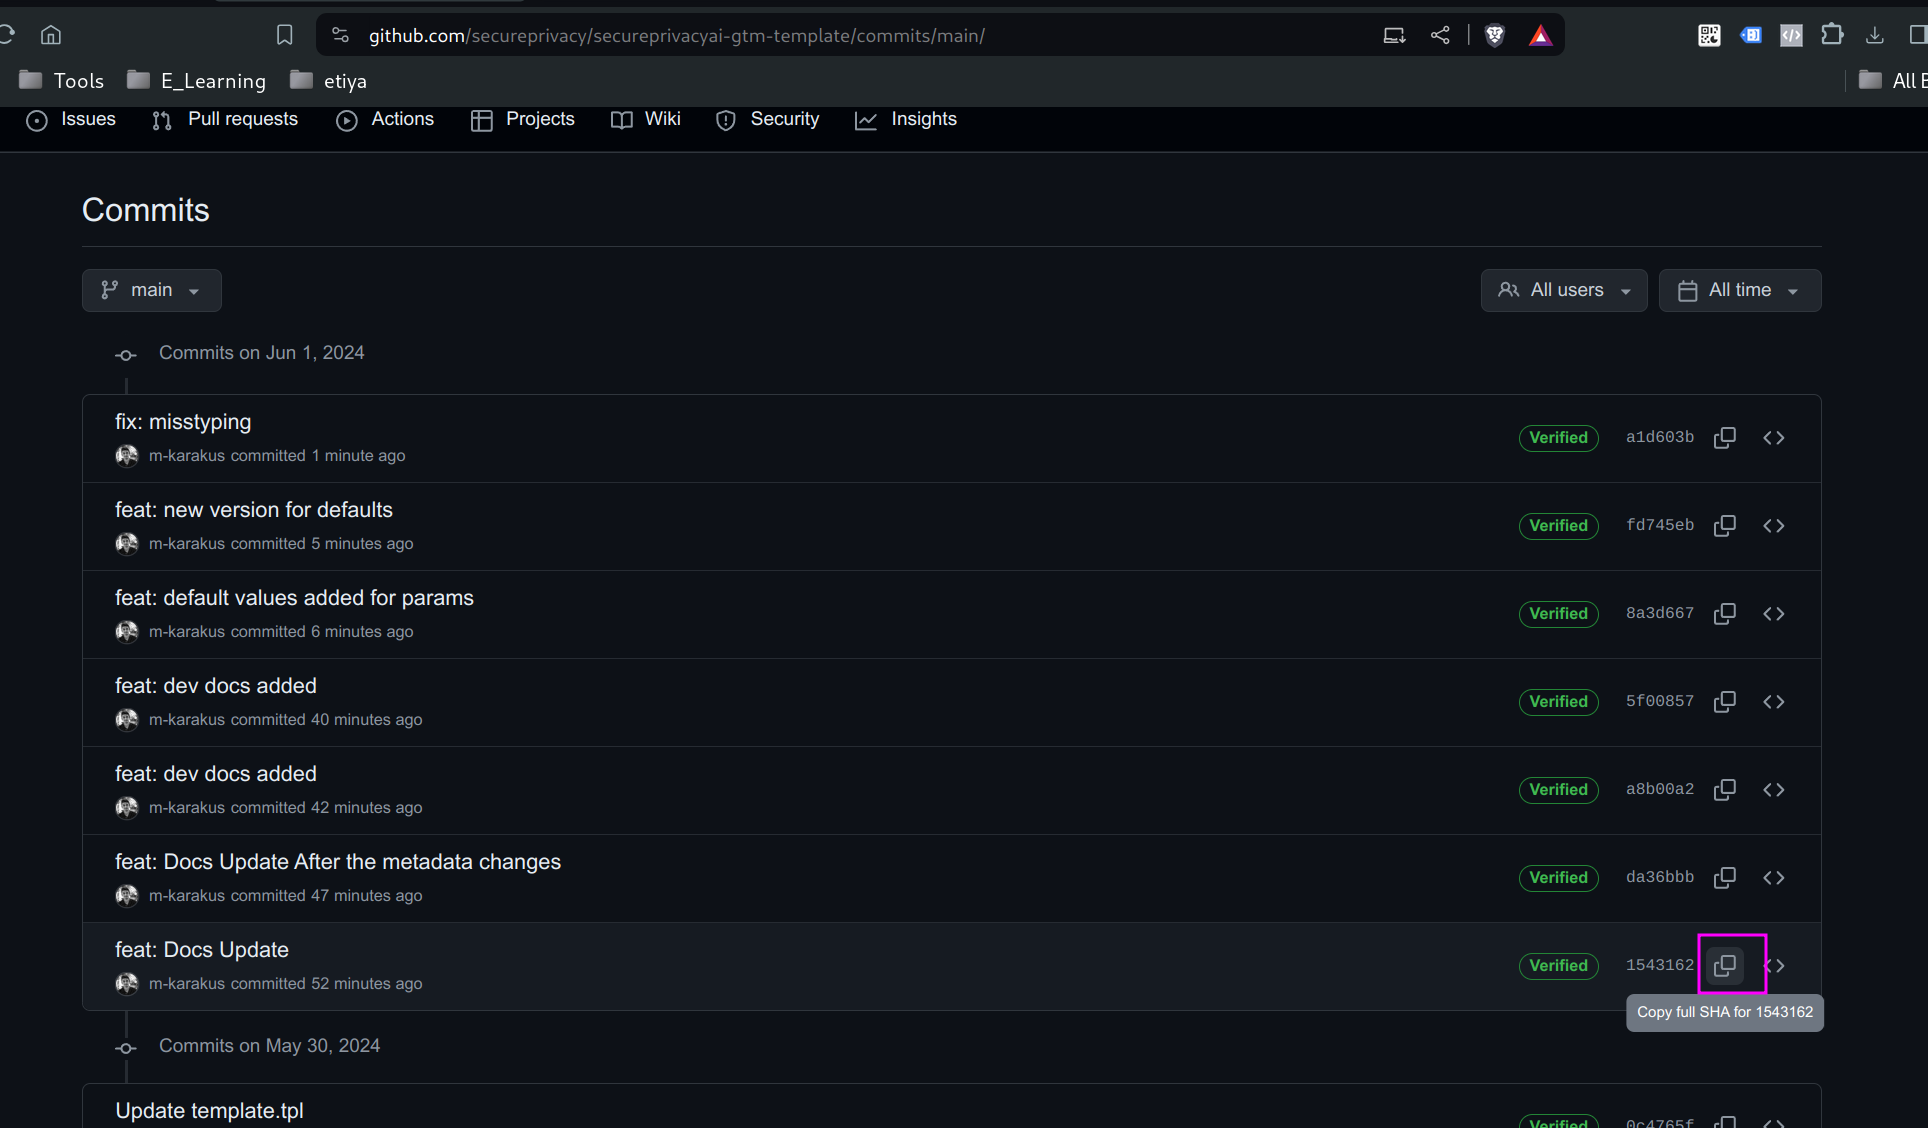 github.com/secureprivacy/secureprivacyai-gtm-template/commits/main/
Tools E_Learning etiya All
Issues Pull requests Actions Projects Wiki Security Insights
Commits
main All users All time
Commits on Jun 1, 2024
fix: misstyping
Verified a1d603b
m-karakus committed 1 minute ago
feat: new version for defaults
Verified fd745eb
m-karakus committed 5 minutes ago
feat: default values added for params
Verified 8a3d667
m-karakus committed 6 minutes ago
feat: dev docs added
Verified 5f00857
m-karakus committed 40 minutes ago
feat: dev docs added
Verified a8b00a2
m-karakus committed 42 minutes ago
feat: Docs Update After the metadata changes
Verified da36bbb
m-karakus committed 47 minutes ago
feat: Docs Update
Verified 1543162
m-karakus committed 52 minutes ago
Copy full SHA for 1543162
Commits on May 30, 2024
Update template.tpl
Verified 0c4765f